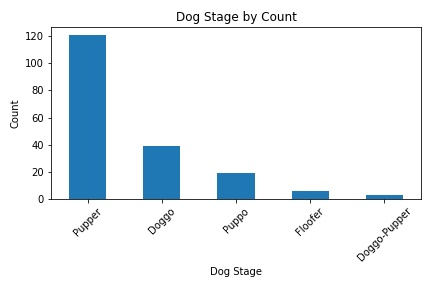 Dog Stage by Count
120
100
80
60
40
20
0
Count
Pupper
Doggo
Puppo
Floofer
Doggo-Pupper
Dog Stage